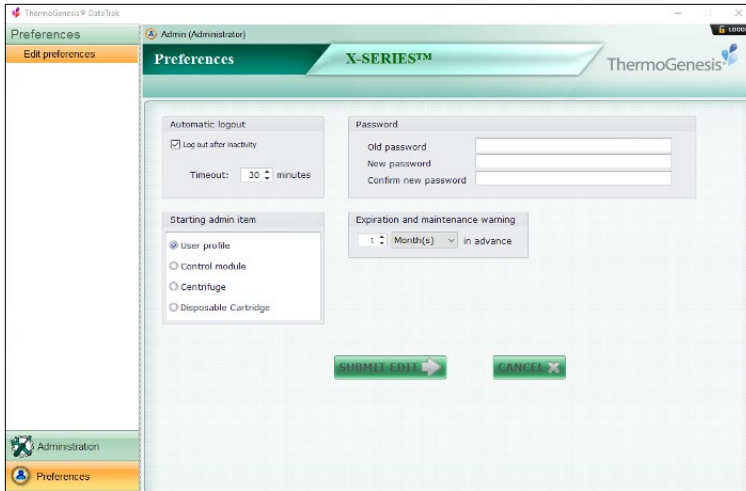 ThermoGenesis® DataTrak
Preferences
Admin (Administrator)
Edit preferences
Preferences
X-SERIES™
ThermoGenesis®
Automatic logout
Log out after inactivity
Timeout: 30 minutes
Password
Old password
New password
Confirm new password
Starting admin item
User profile
Control module
Centrifuge
Disposable Cartridge
Expiration and maintenance warning
1 Month(s) in advance
SUBMIT EDIT
CANCEL
Administration
Preferences